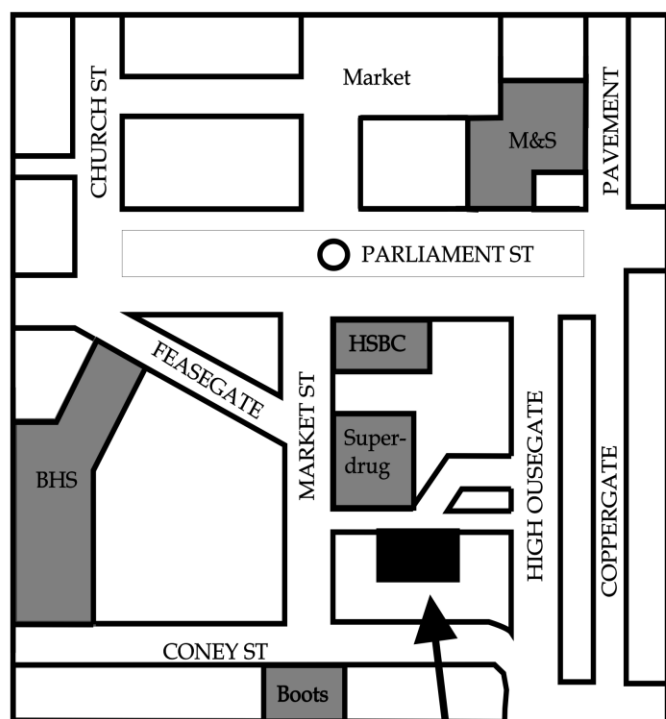 Market
CHURCH ST
M&S
PAVEMENT
PARLIAMENT ST
HSBC
FEASEGATE
MARKET ST
Super-
drug
BHS
HIGH OUSEGATE
COPPERGATE
CONEY ST
Boots